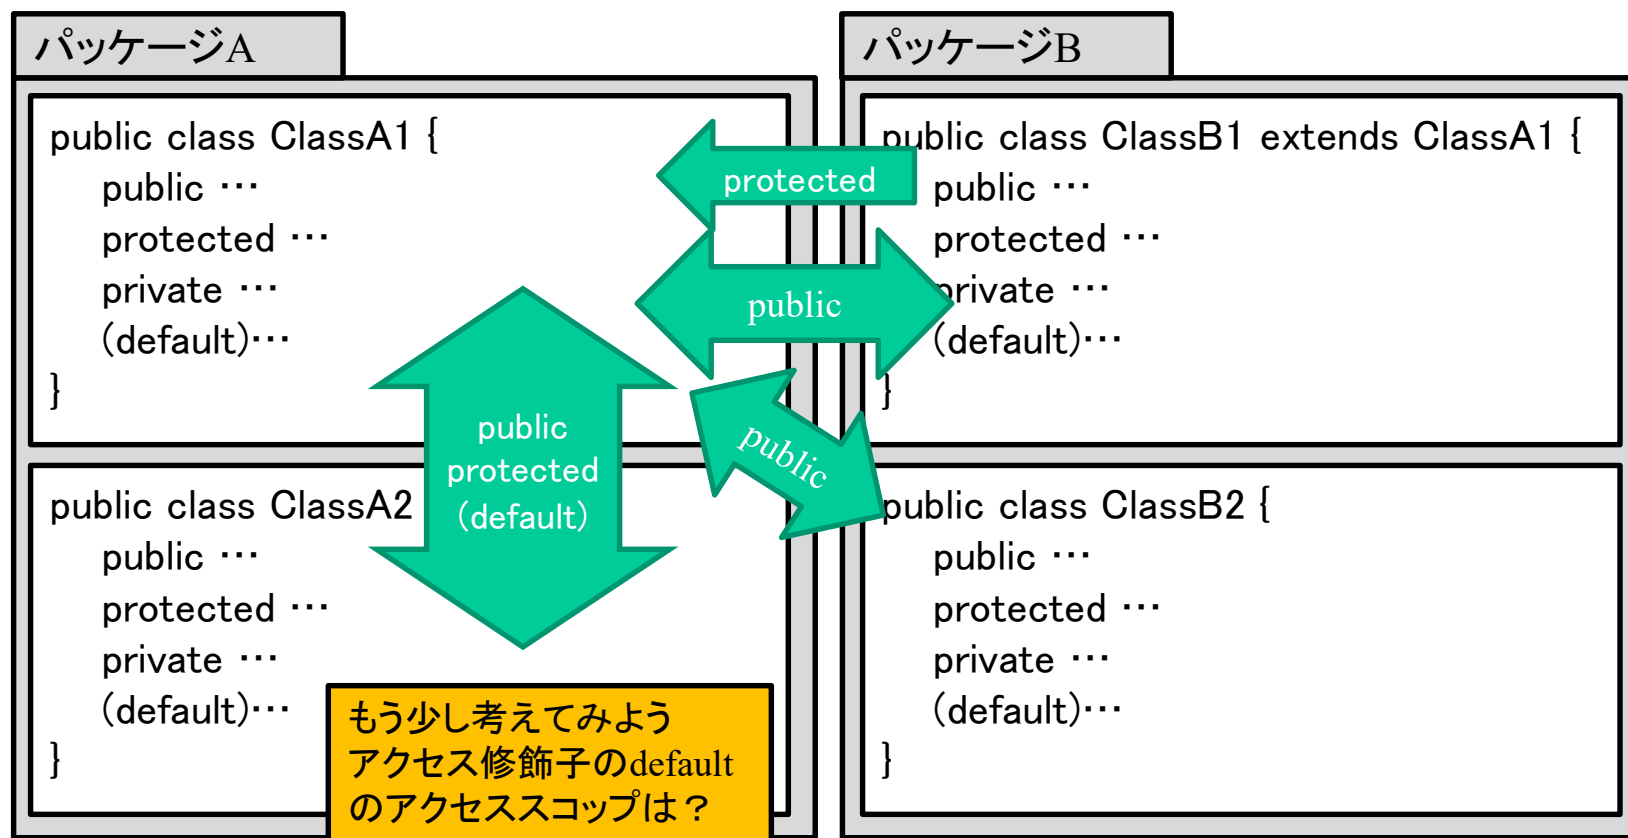 パッケージA
public class ClassA1 {
public …
protected …
private …
(default)…
}
public class ClassA2
public …
protected …
private …
(default)…
}
public
protected
(default)
もう少し考えてみよう
アクセス修飾子のdefault
のアクセススコップは？
protected
public
public
パッケージB
public class ClassB1 extends ClassA1 {
public …
protected …
private …
(default)…
}
public class ClassB2 {
public …
protected …
private …
(default)…
}